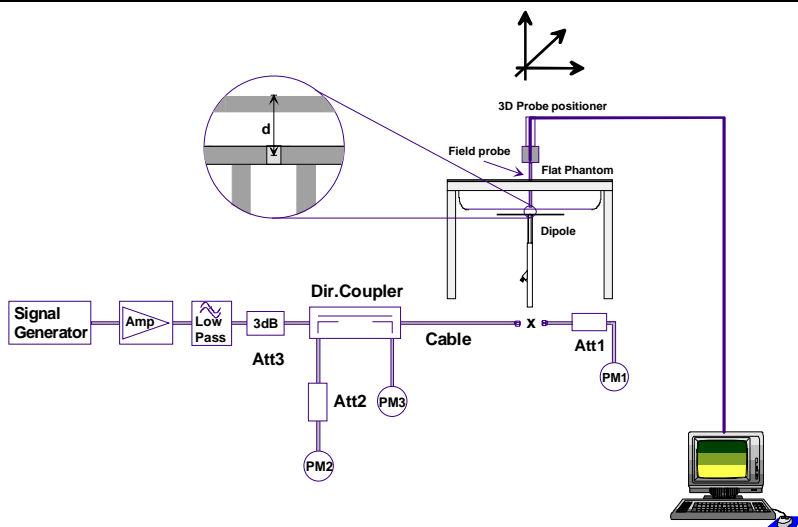 3D Probe positioner
d
Field probe
Flat Phantom
Dipole
Dir.Coupler
Signal
Generator
Amp
Low
Pass
3dB
Cable
x
Att1
Att3
PM1
Att2
PM3
PM2